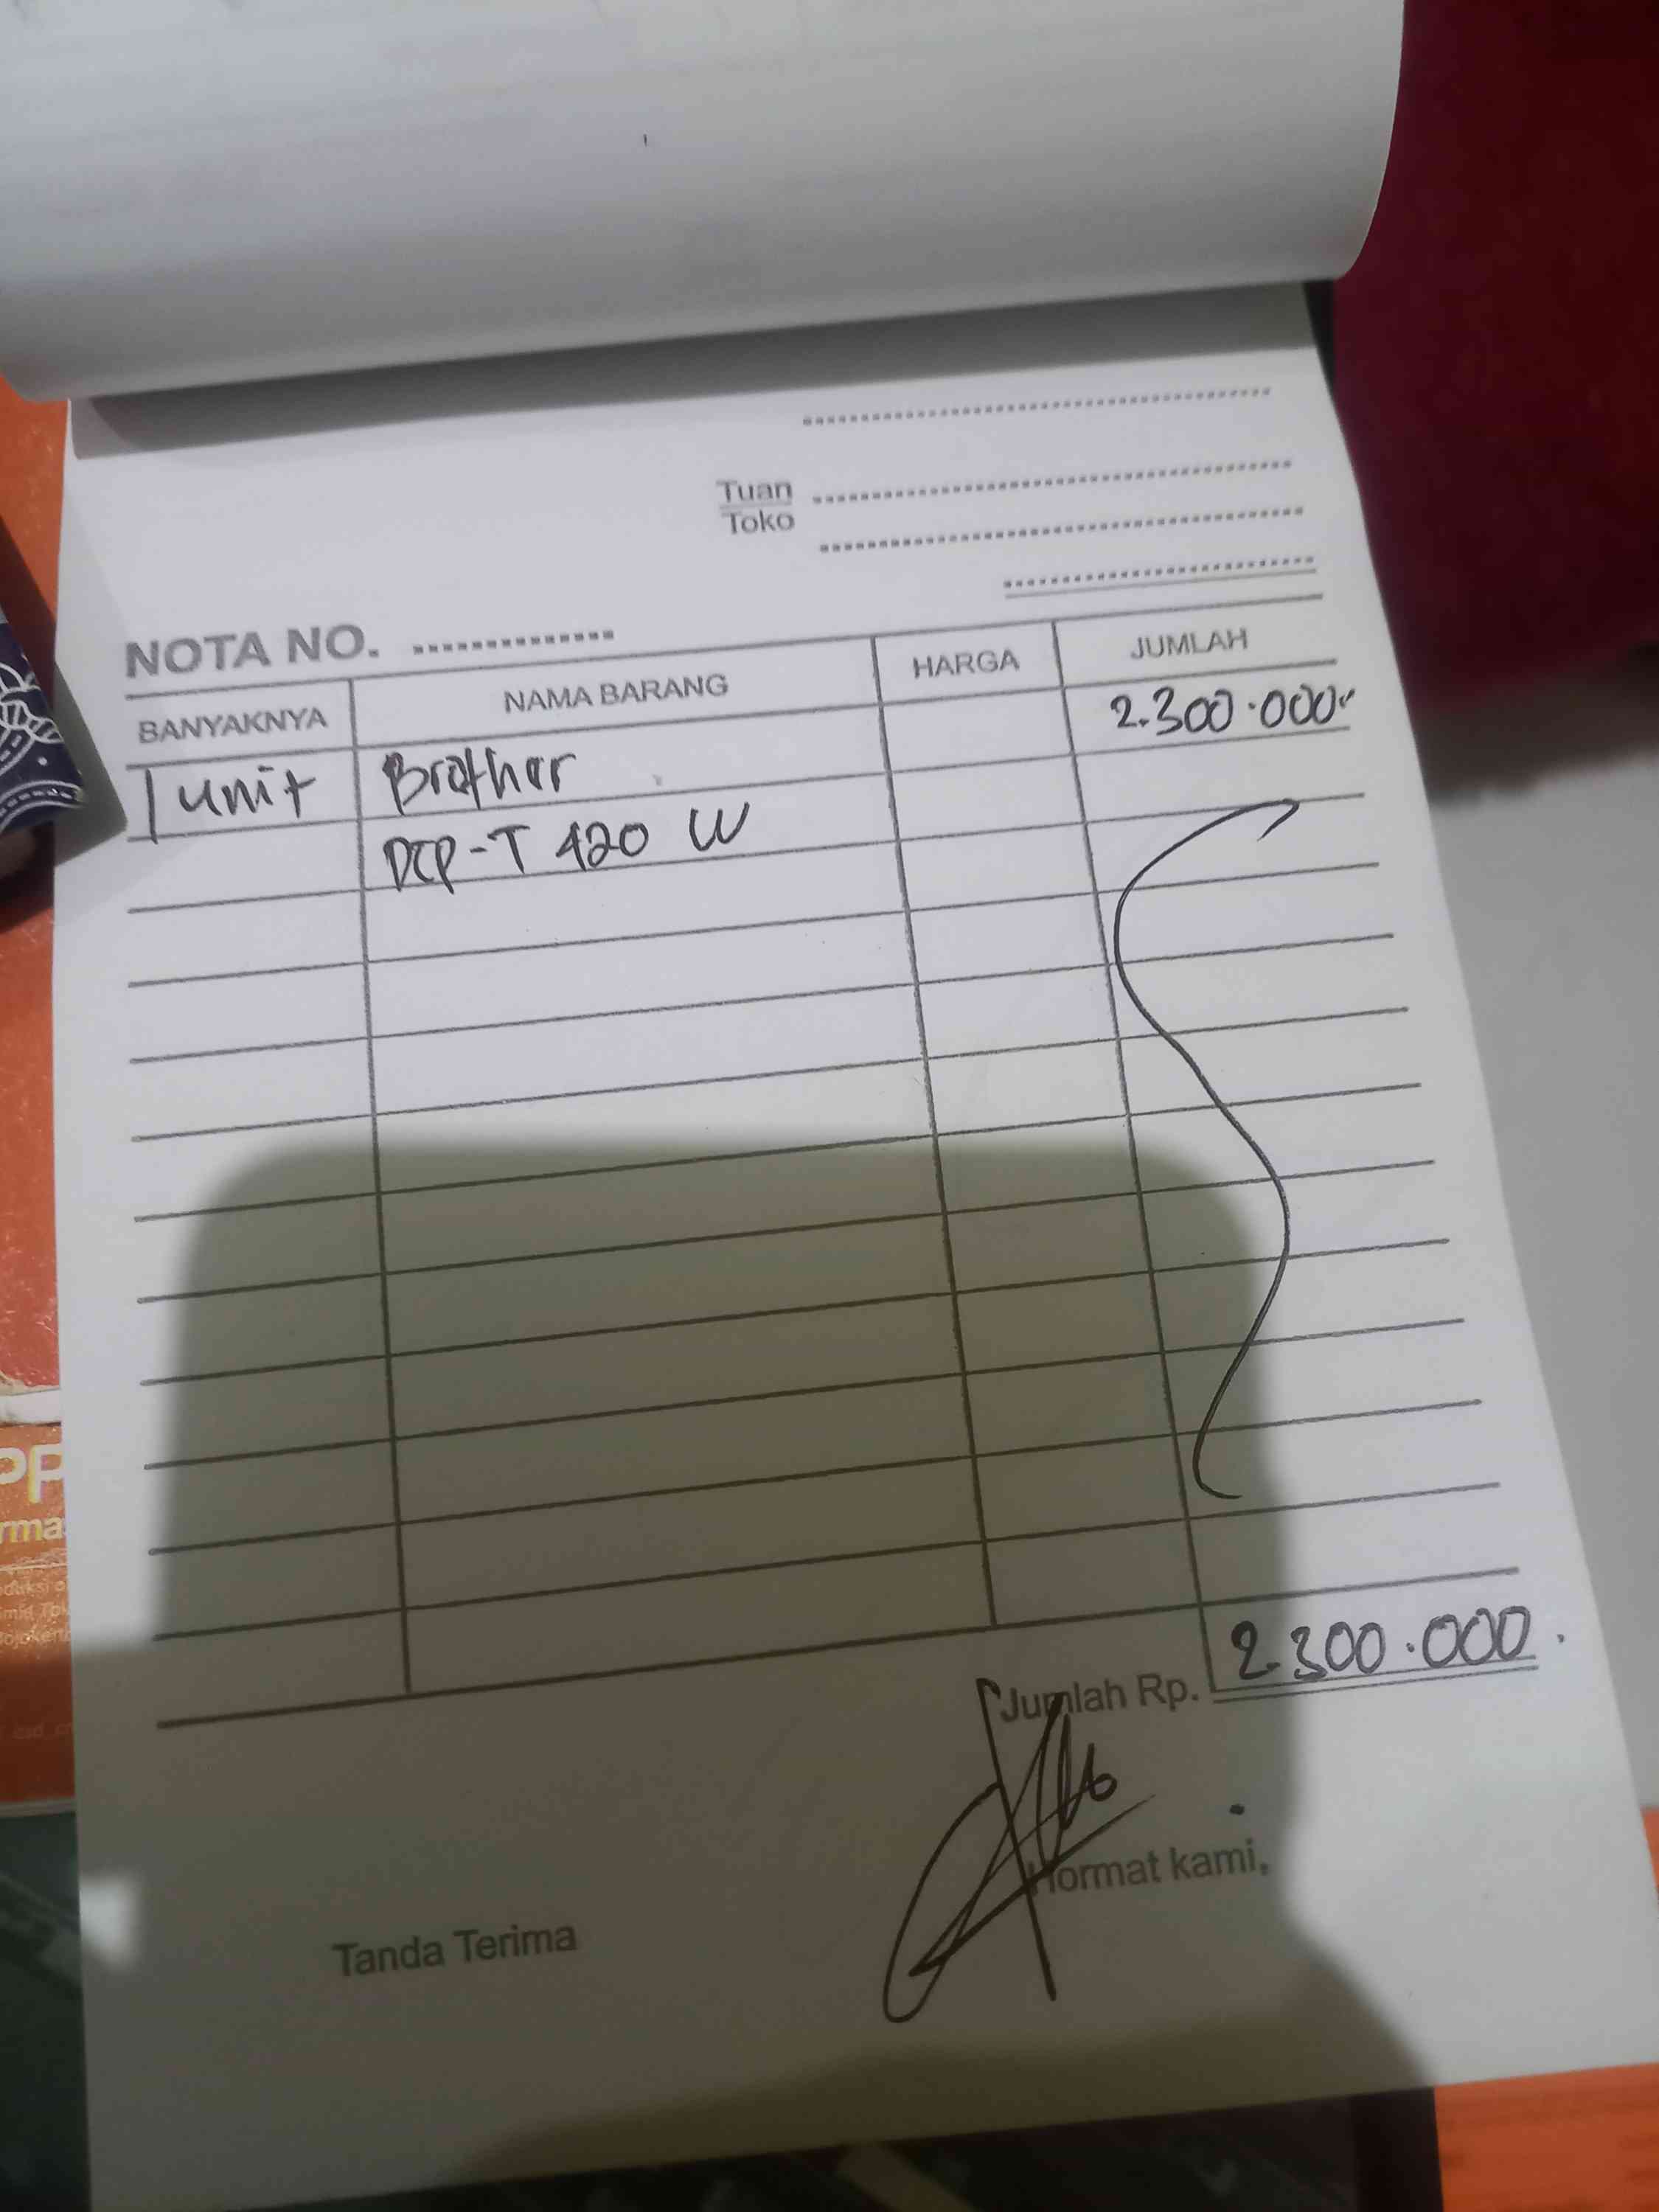 Tuan
Toko
NOTA NO.
BANYAKNYA NAMA BARANG HARGA JUMLAH
1 unit Brother 2.300.000
DCP-T 420 W
Jumlah Rp. 2.300.000.
Tanda Terima Hormat kami,